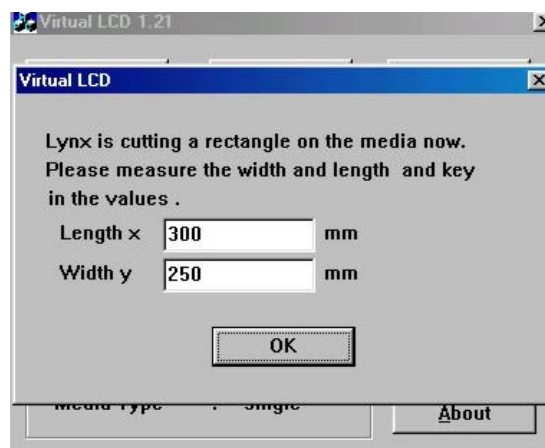 Virtual LCD 1.21
Virtual LCD
Lynx is cutting a rectangle on the media now.
Please measure the width and length and key
in the values .
Length x 300 mm
Width y 250 mm
OK
Media Type : Single
About